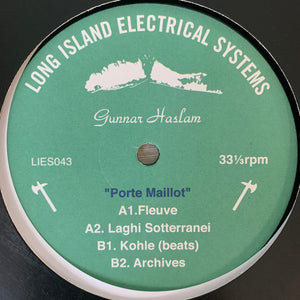 LONG ISLAND ELECTRICAL SYSTEMS
Gunnar Haslam
LIES043
33⅓rpm
"Porte Maillot"
A1.Fleuve
A2. Laghi Sotterranei
B1. Kohle (beats)
B2. Archives